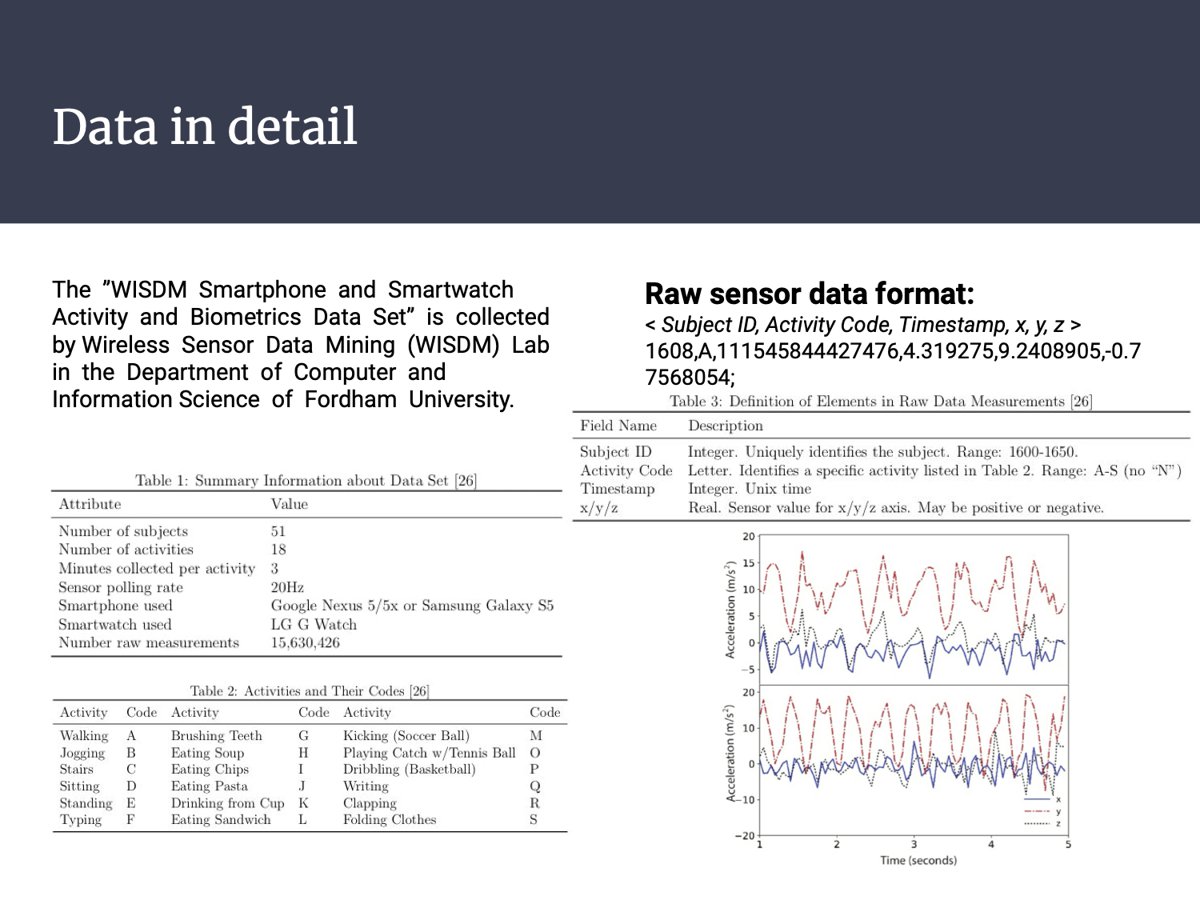 Data in detail
The ”WISDM Smartphone and Smartwatch
Activity and Biometrics Data Set” is collected
by Wireless Sensor Data Mining (WISDM) Lab
in the Department of Computer and
Information Science of Fordham University.
Table 1: Summary Information about Data Set [26]
Attribute Value
Number of subjects 51
Number of activities 18
Minutes collected per activity 3
Sensor polling rate 20Hz
Smartphone used Google Nexus 5/5x or Samsung Galaxy S5
Smartwatch used LG G Watch
Number raw measurements 15,630,426
Table 2: Activities and Their Codes [26]
Activity Code Activity Code Activity Code
Walking A Brushing Teeth G Kicking (Soccer Ball) M
Jogging B Eating Soup H Playing Catch w/Tennis Ball O
Stairs C Eating Chips I Dribbling (Basketball) P
Sitting D Eating Pasta J Writing Q
Standing E Drinking from Cup K Clapping R
Typing F Eating Sandwich L Folding Clothes S
Raw sensor data format:
< Subject ID, Activity Code, Timestamp, x, y, z >
1608,A,111545844427476,4.319275,9.2408905,-0.7
7568054;
Table 3: Definition of Elements in Raw Data Measurements [26]
Field Name Description
Subject ID Integer. Uniquely identifies the subject. Range: 1600-1650.
Activity Code Letter. Identifies a specific activity listed in Table 2. Range: A-S (no “N”)
Timestamp Integer. Unix time
x/y/z Real. Sensor value for x/y/z axis. May be positive or negative.
Acceleration (m/s²)
20
15
10
5
0
−5
Acceleration (m/s²)
20
10
0
−10
−20
x
y
z
1 2 3 4 5
Time (seconds)